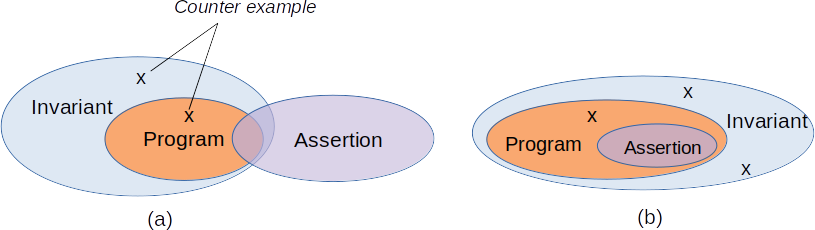 Counter example
x
Invariant
x
Program
Assertion
(a)
x
x
Invariant
Program
Assertion
x
(b)